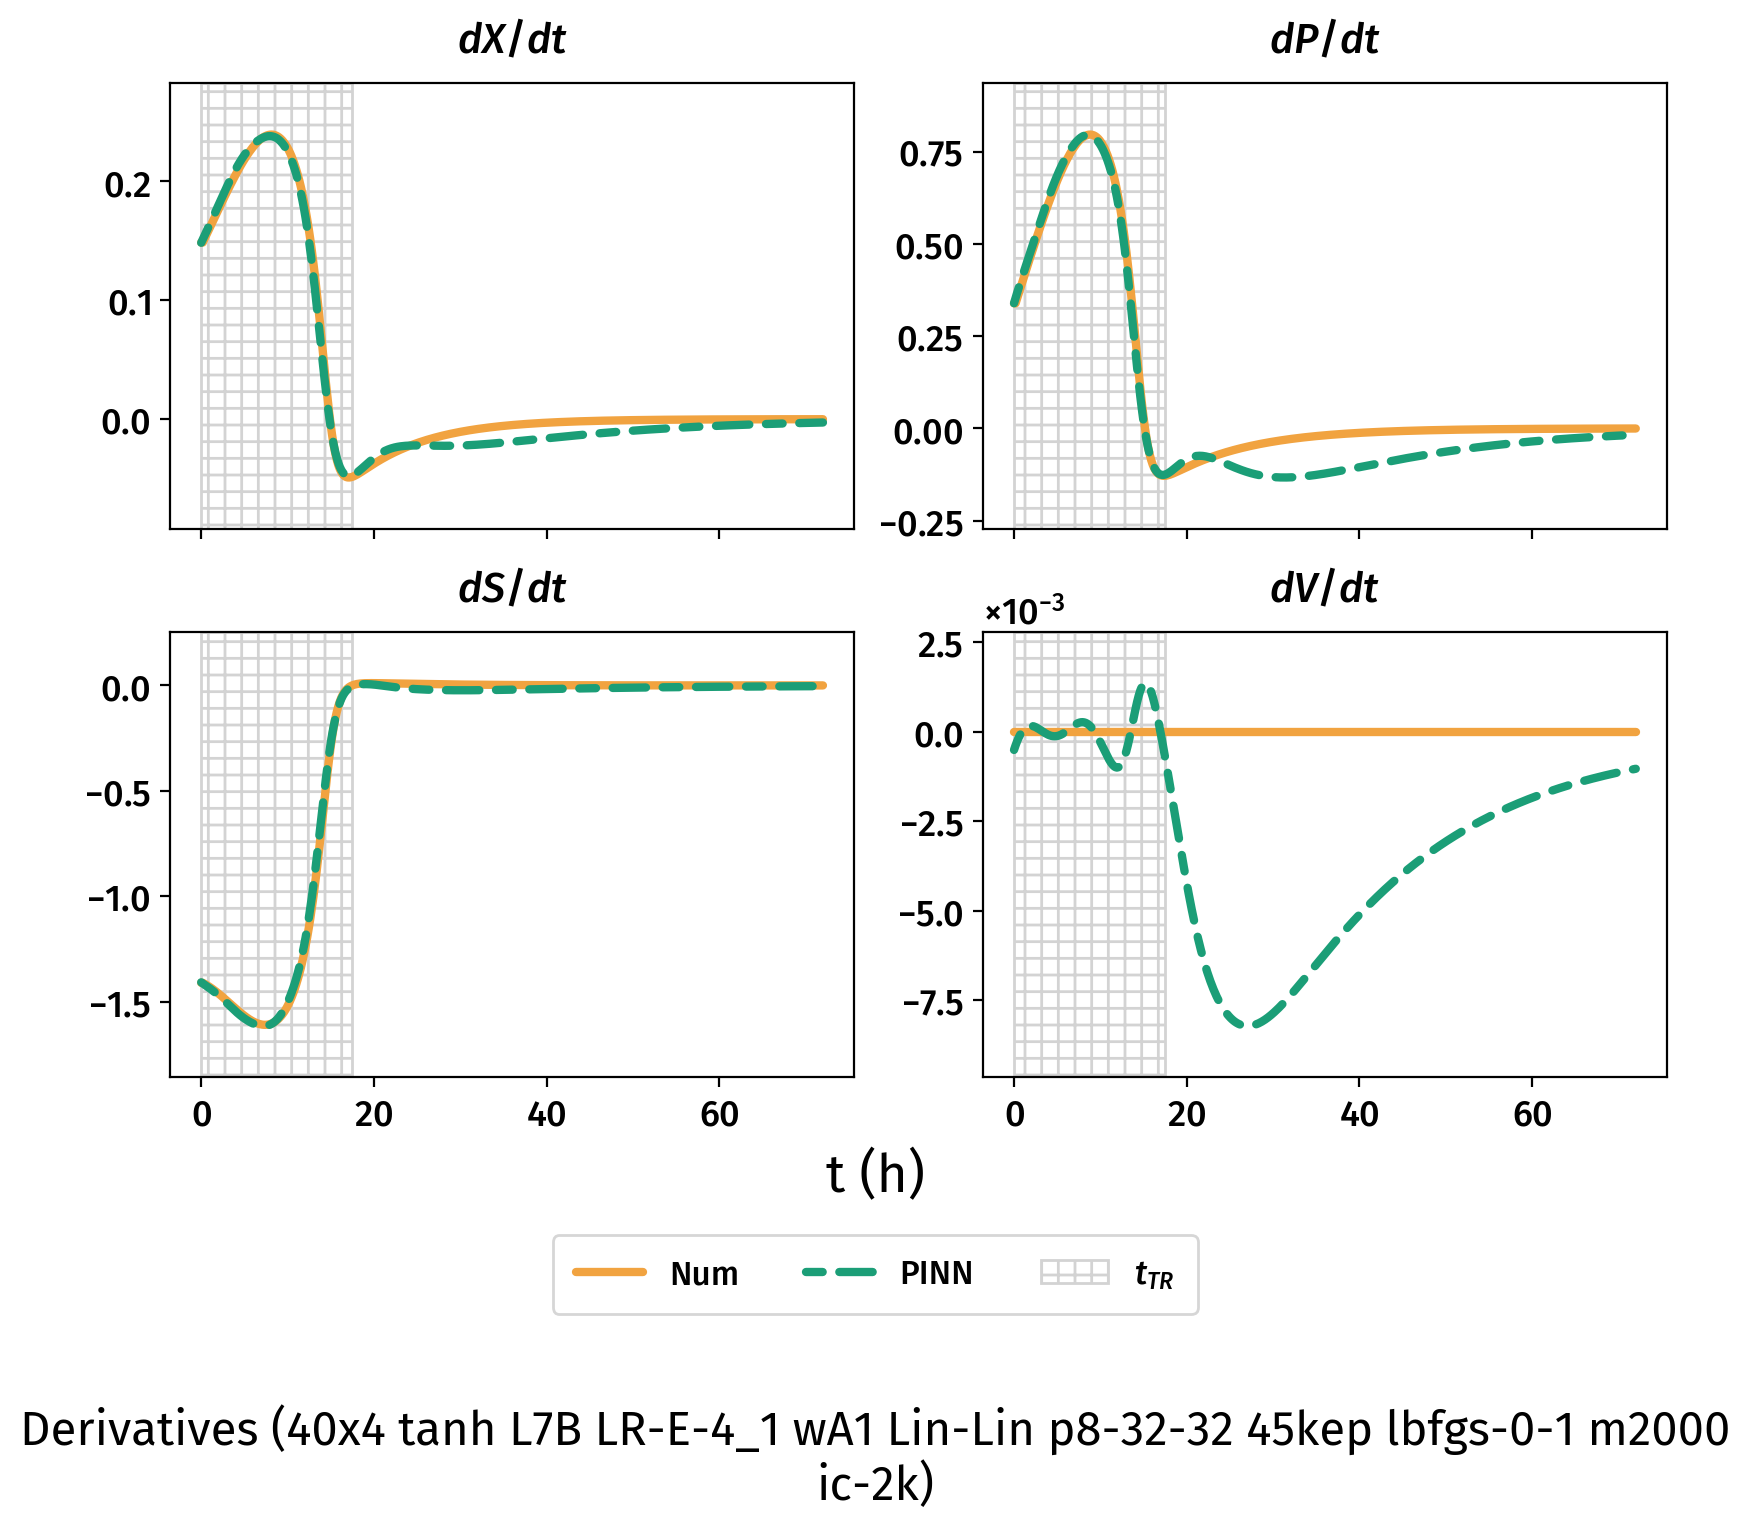 dX/dt
dP/dt
0.2
0.1
0.0
0.75
0.50
0.25
0.00
−0.25
dS/dt
dV/dt
×10⁻³
0.0
−0.5
−1.0
−1.5
2.5
0.0
−2.5
−5.0
−7.5
0 20 40 60
0 20 40 60
t (h)
Num PINN t_TR
Derivatives (40x4 tanh L7B LR-E-4_1 wA1 Lin-Lin p8-32-32 45kep lbfgs-0-1 m2000
ic-2k)